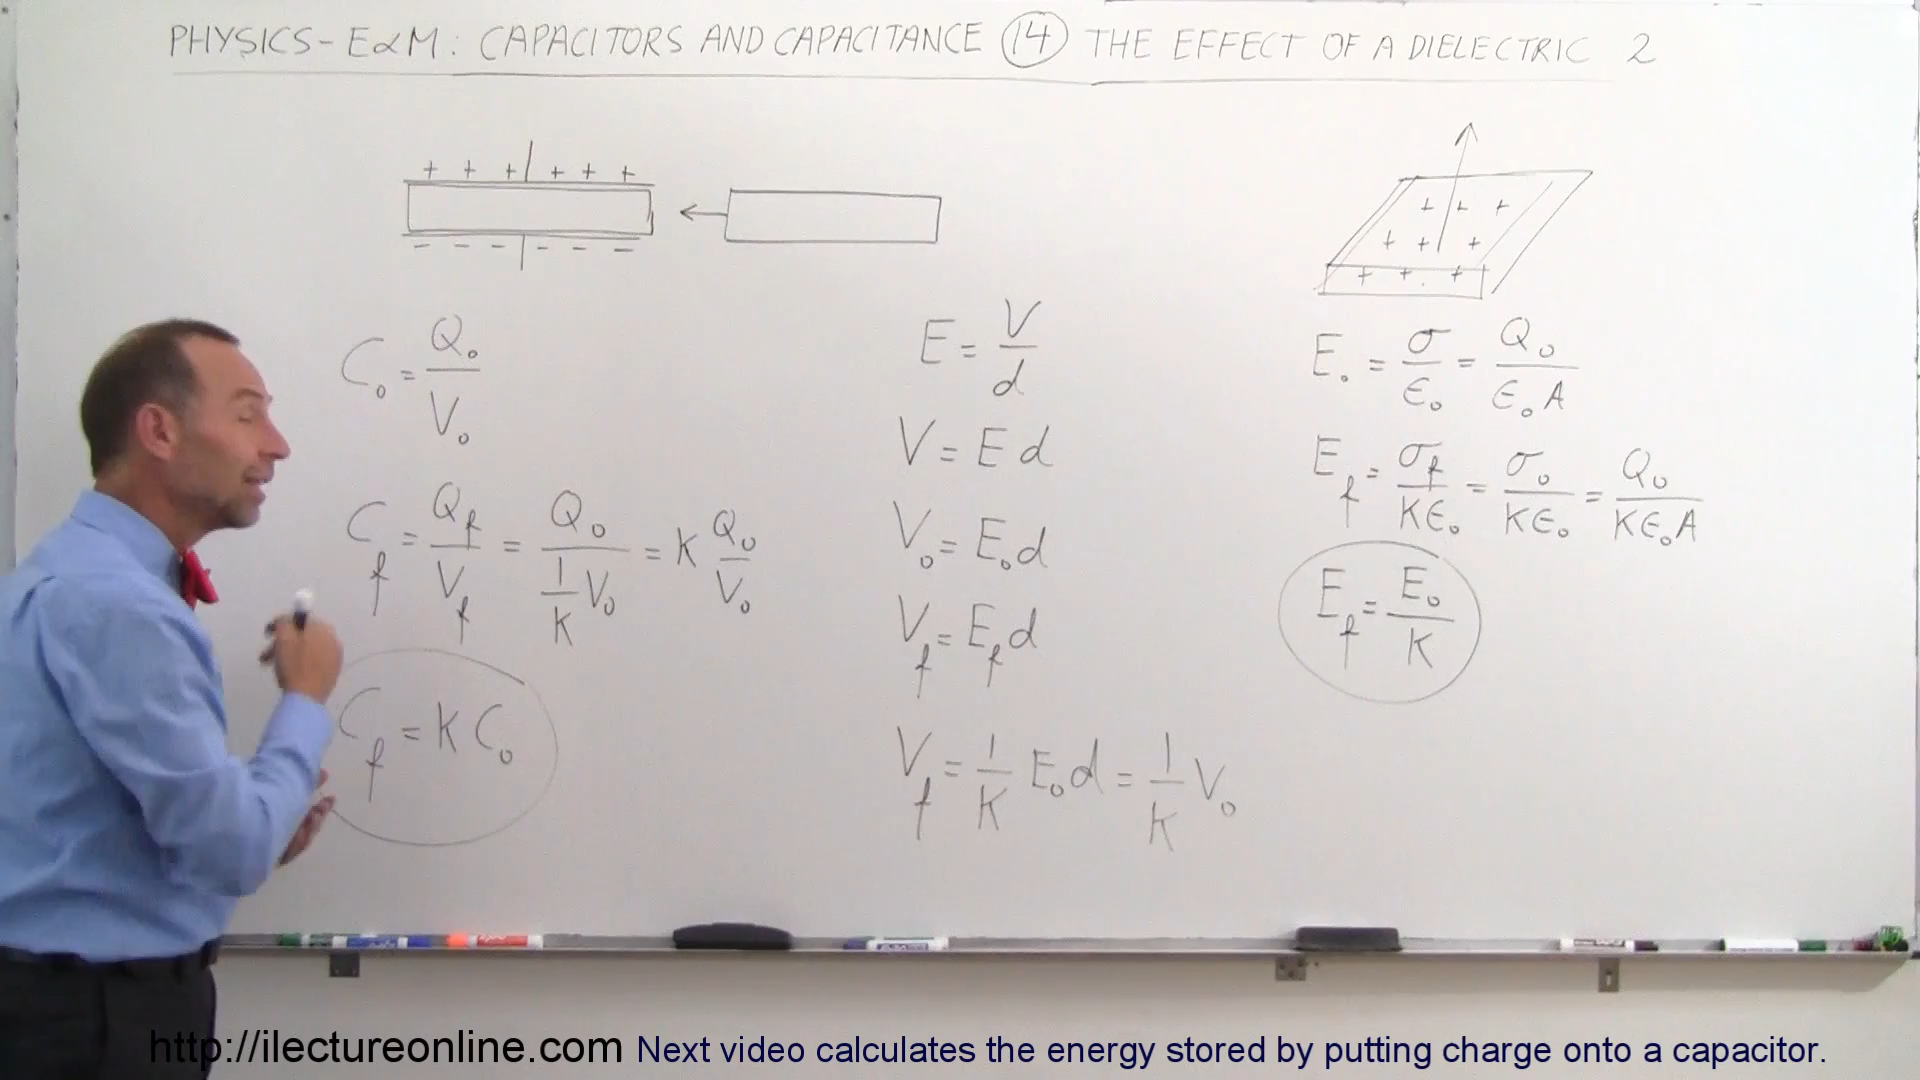 PHYSICS - E&M: CAPACITORS AND CAPACITANCE 14 THE EFFECT OF A DIELECTRIC 2
+ + + + + +
- - - - - -
C₀ = Q₀/V₀
C_f = Q_f/V_f = Q₀/(1/K V₀) = K Q₀/V₀
C_f = K C₀
E = V/d
V = E d
V₀ = E₀d
V_f = E_f d
V_f = 1/K E₀d = 1/K V₀
+ + +
+ + +
+ + +
E₀ = σ/ϵ₀ = Q₀/ϵ₀A
E_f = σ_f/Kϵ₀ = σ₀/Kϵ₀ = Q₀/Kϵ₀A
E_f = E₀/K
http://ilectureonline.com Next video calculates the energy stored by putting charge onto a capacitor.